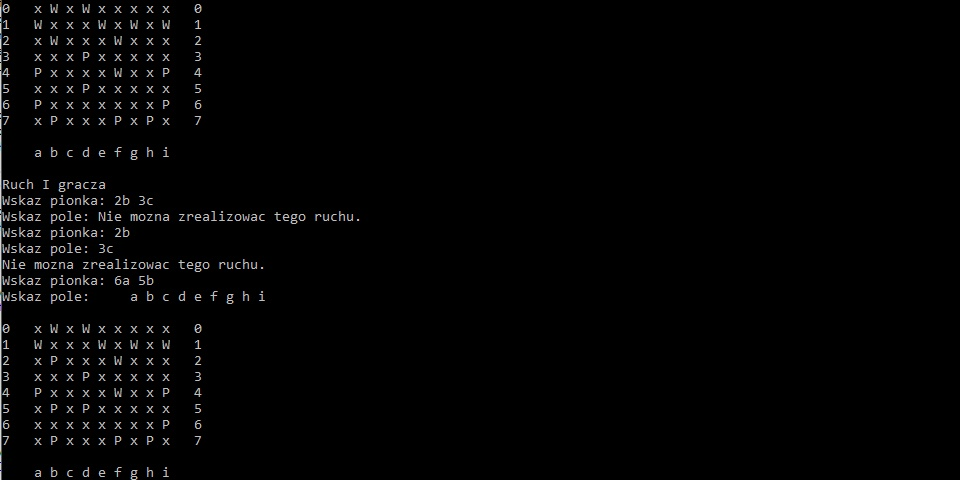 0   x W x W x x x x x   0
1   W x x x W x W x W   1
2   x W x x x W x x x   2
3   x x x P x x x x x   3
4   P x x x x W x x P   4
5   x x x P x x x x x   5
6   P x x x x x x x P   6
7   x P x x x P x P x   7
    a b c d e f g h i
Ruch I gracza
Wskaz pionka: 2b 3c
Wskaz pole: Nie mozna zrealizowac tego ruchu.
Wskaz pionka: 2b
Wskaz pole: 3c
Nie mozna zrealizowac tego ruchu.
Wskaz pionka: 6a 5b
Wskaz pole:     a b c d e f g h i
0   x W x W x x x x x   0
1   W x x x W x W x W   1
2   x P x x x W x x x   2
3   x x x P x x x x x   3
4   P x x x x W x x P   4
5   x P x P x x x x x   5
6   x x x x x x x x P   6
7   x P x x x P x P x   7
    a b c d e f g h i